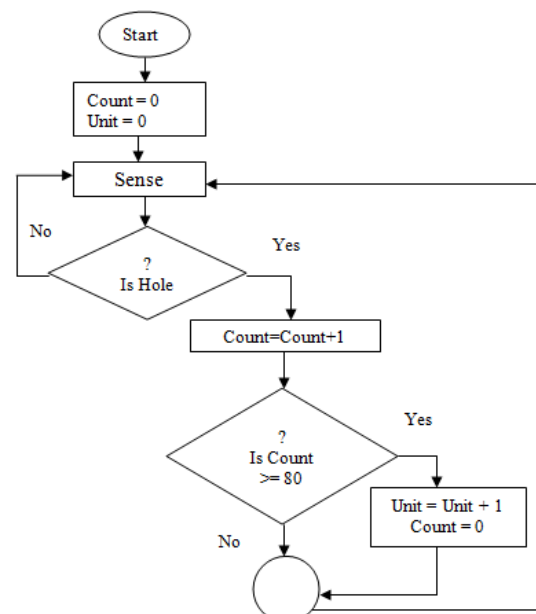 Start
Count = 0
Unit = 0
Sense
No
Yes
?
Is Hole
Count=Count+1
Yes
?
Is Count
>= 80
Unit = Unit + 1
Count = 0
No